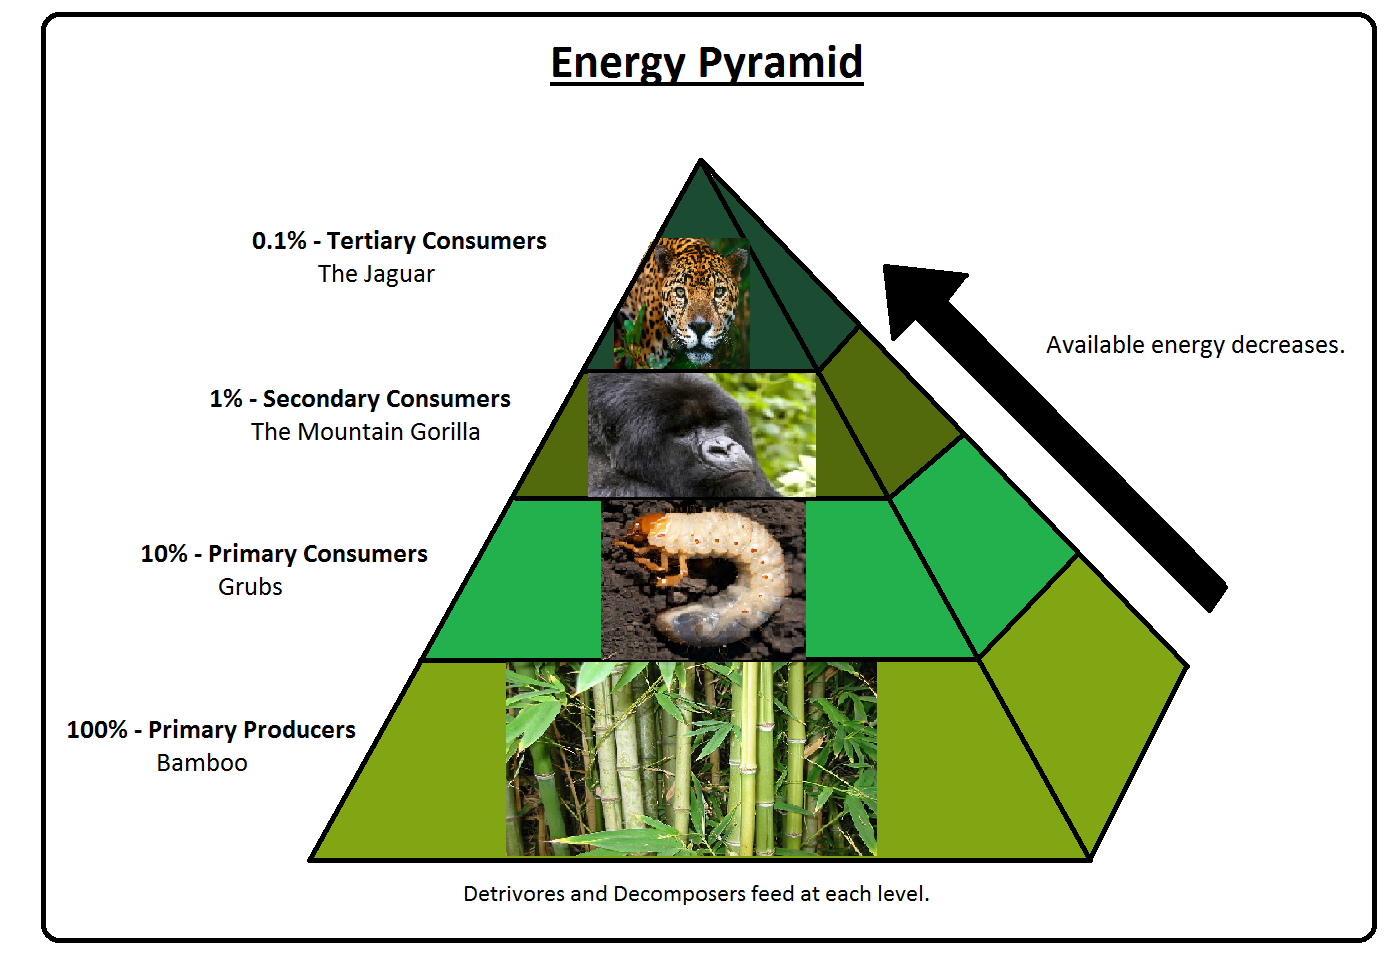 Energy Pyramid
0.1% - Tertiary Consumers
The Jaguar
Available energy decreases.
1% - Secondary Consumers
The Mountain Gorilla
10% - Primary Consumers
Grubs
100% - Primary Producers
Bamboo
Detrivores and Decomposers feed at each level.